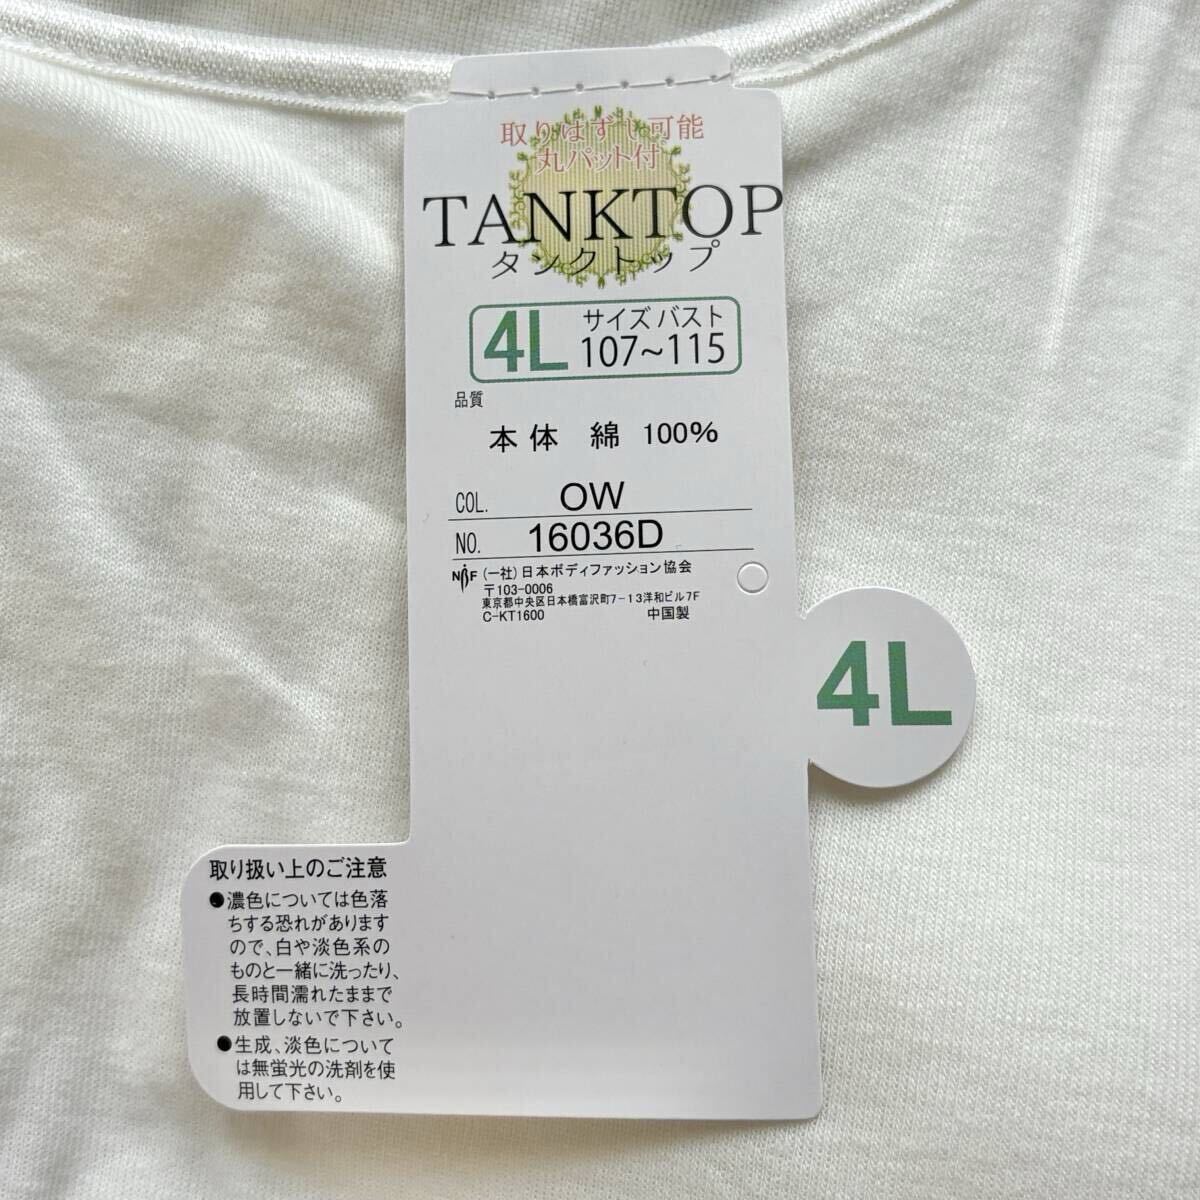 取りはずし可能
丸パット付
TANKTOP
タンクトップ
4L サイズ バスト
107~115
品質
本体 綿 100%
COL. OW
NO. 16036D
NBF (一社)日本ボディファッション協会
〒103-0006
東京都中央区日本橋富沢町7-13洋和ビル7F
C-KT1600 中国製
4L
取り扱い上のご注意
●濃色については色落
ちする恐れがあります
ので、白や淡色系の
ものと一緒に洗ったり、
長時間濡れたままで
放置しないで下さい。
●生成、淡色について
は無蛍光の洗剤を使
用して下さい。